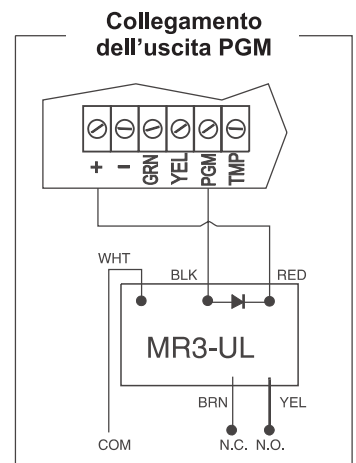 Collegamento
dell'uscita PGM
+ − GRN YEL PGM TMP
WHT
BLK RED
MR3-UL
BRN YEL
COM N.C. N.O.